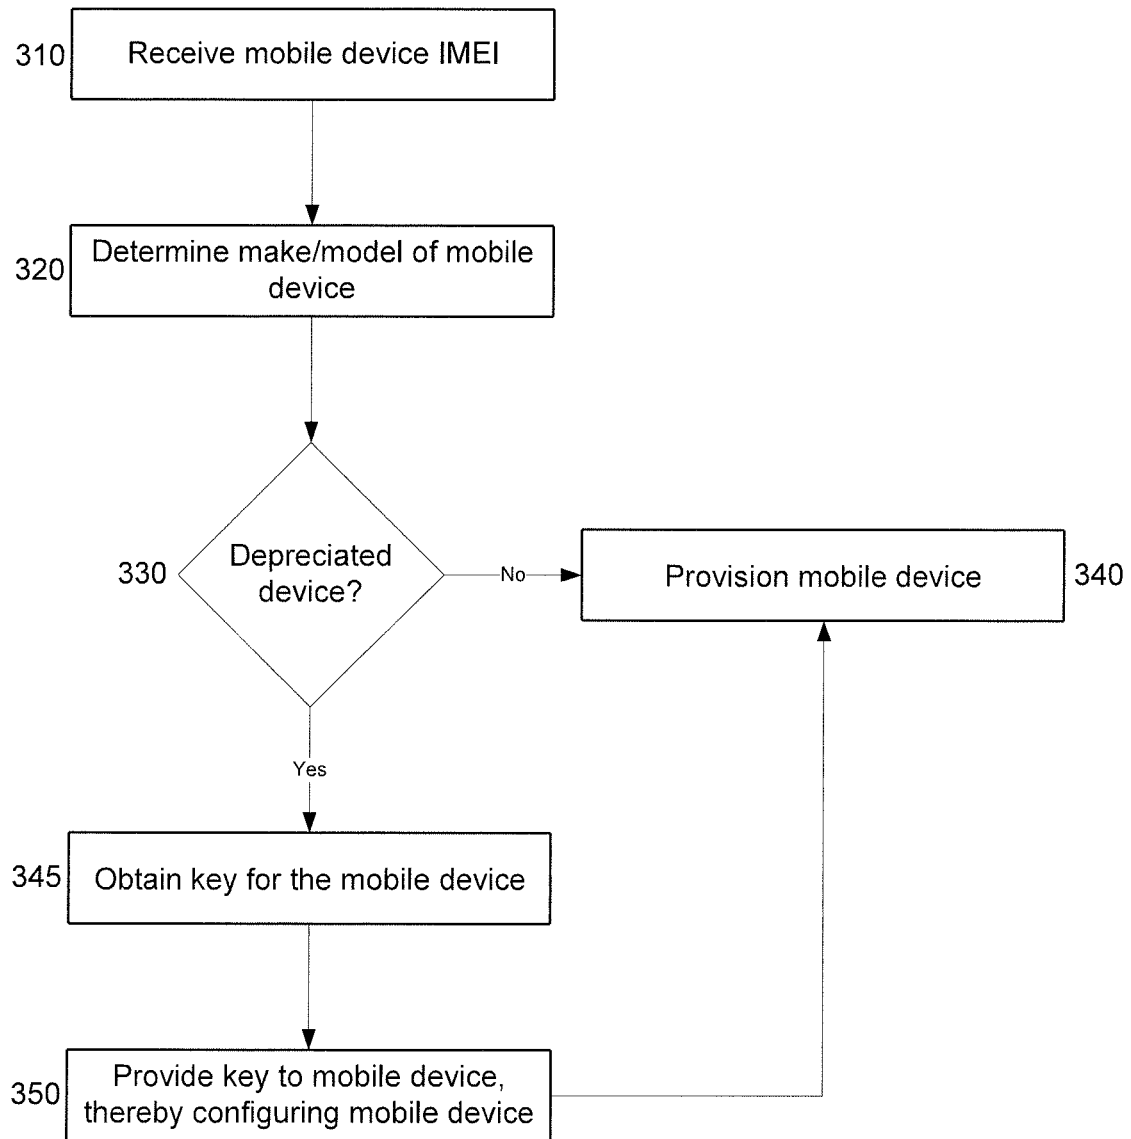 310
Receive mobile device IMEI
320
Determine make/model of mobile
device
330
Depreciated
device?
No
Provision mobile device
340
Yes
345
Obtain key for the mobile device
350
Provide key to mobile device,
thereby configuring mobile device